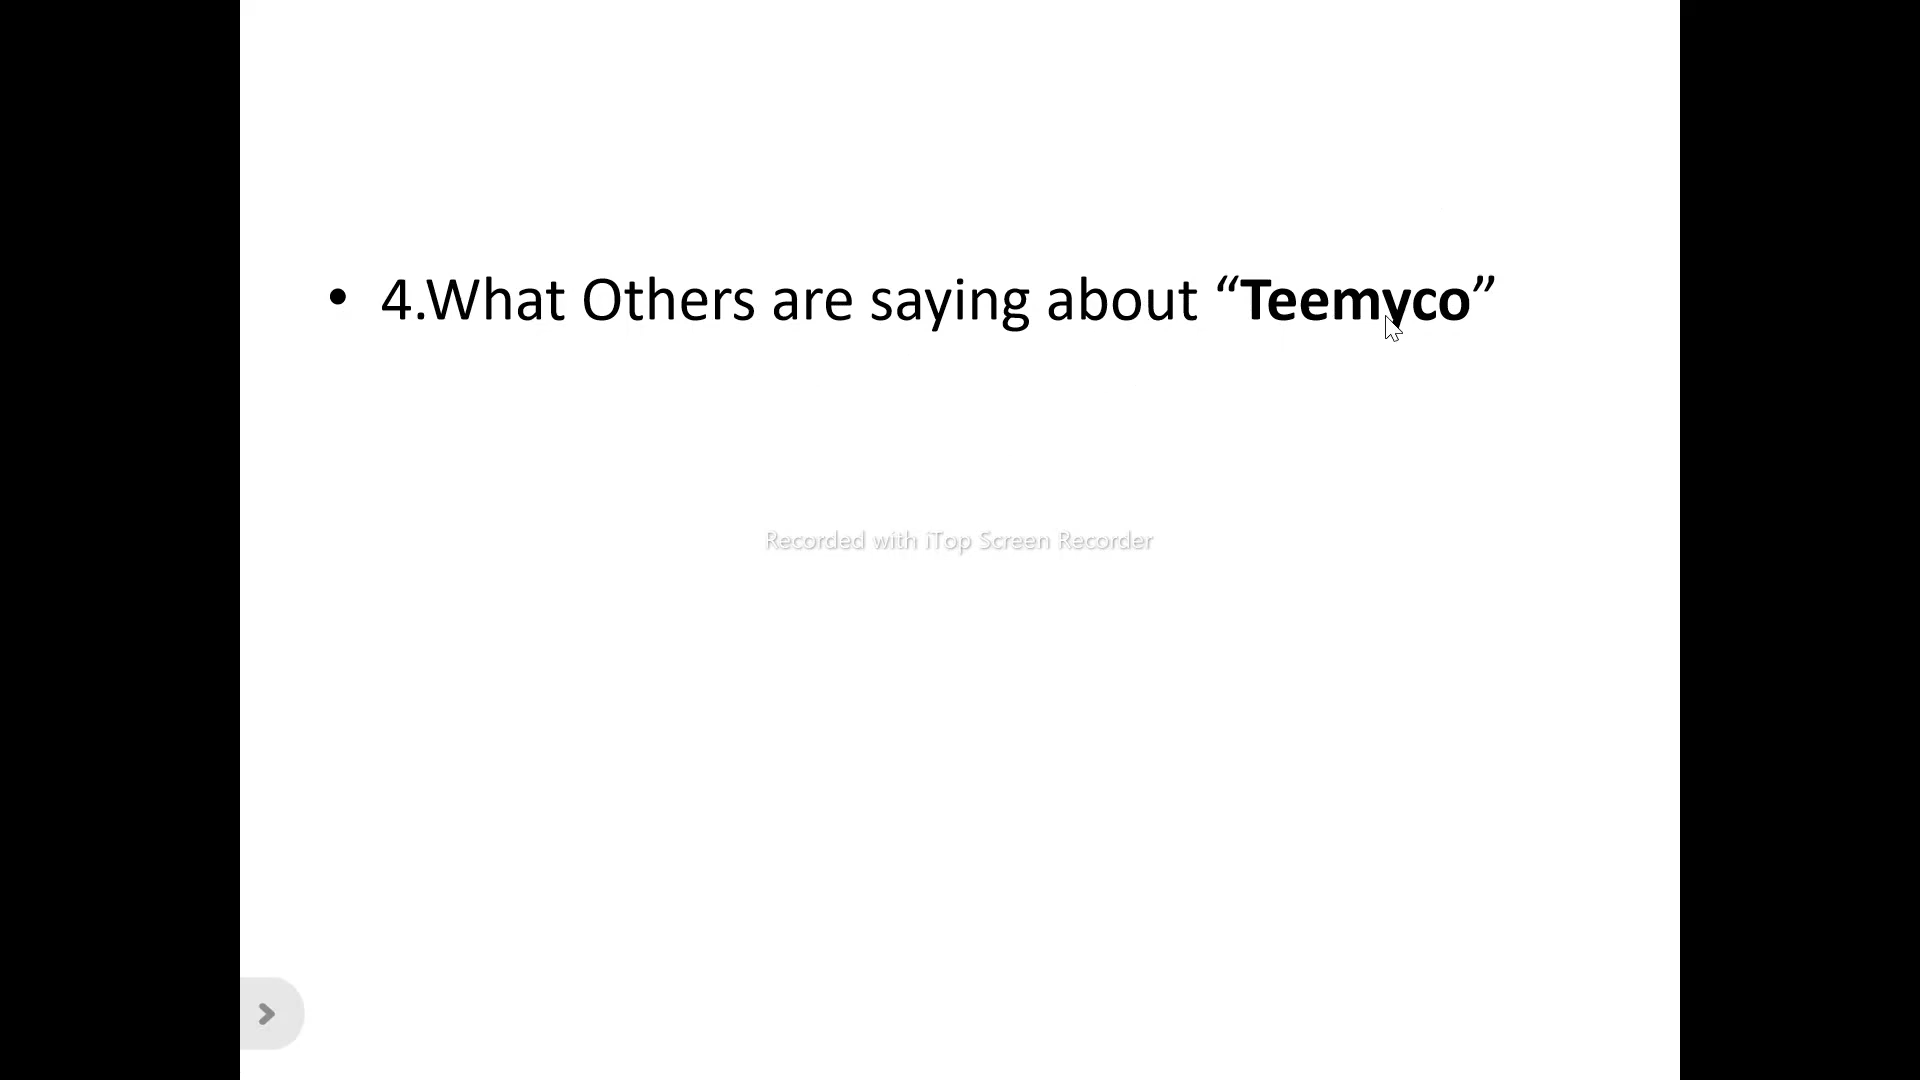 • 4.What Others are saying about “Teemyco”
Recorded with iTop Screen Recorder